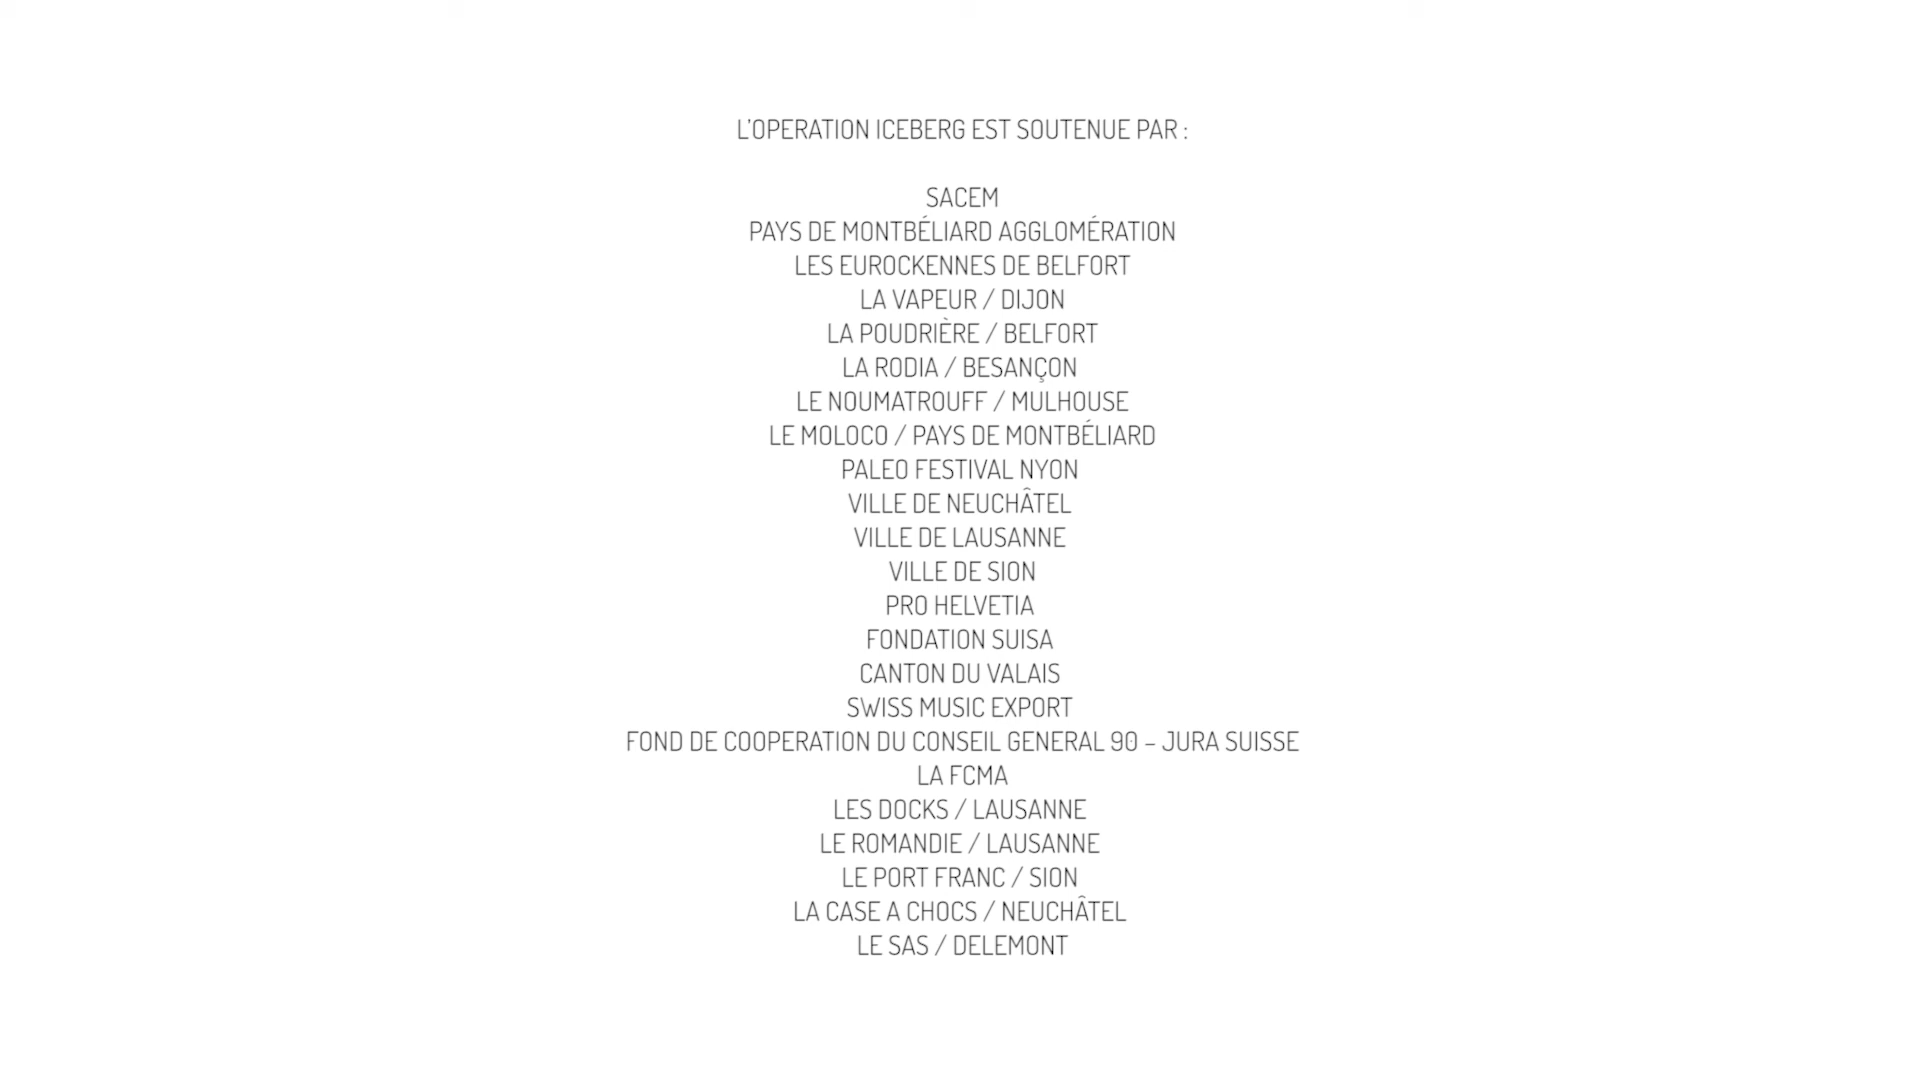 L'OPERATION ICEBERG EST SOUTENUE PAR :
SACEM
PAYS DE MONTBÉLIARD AGGLOMÉRATION
LES EUROCKENNES DE BELFORT
LA VAPEUR / DIJON
LA POUDRIÈRE / BELFORT
LA RODIA / BESANÇON
LE NOUMATROUFF / MULHOUSE
LE MOLOCO / PAYS DE MONTBÉLIARD
PALEO FESTIVAL NYON
VILLE DE NEUCHÂTEL
VILLE DE LAUSANNE
VILLE DE SION
PRO HELVETIA
FONDATION SUISA
CANTON DU VALAIS
SWISS MUSIC EXPORT
FOND DE COOPERATION DU CONSEIL GENERAL 90 – JURA SUISSE
LA FCMA
LES DOCKS / LAUSANNE
LE ROMANDIE / LAUSANNE
LE PORT FRANC / SION
LA CASE A CHOCS / NEUCHÂTEL
LE SAS / DELEMONT